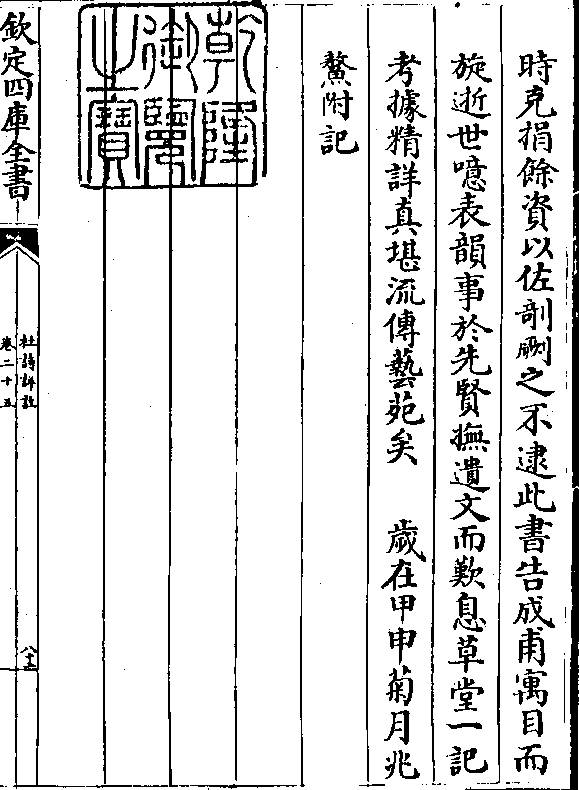 時克捐餘資以佐剞劂之不逮此書告成甫寓目而
旋逝世噫表韻事於先賢撫遺文而歎息草堂一記
考據精詳真堪流傳藝苑矣　歲在甲申菊月兆
鰲附記
乾隆
御覽
之寶
欽定四庫全書
杜詩詳註
卷二十五